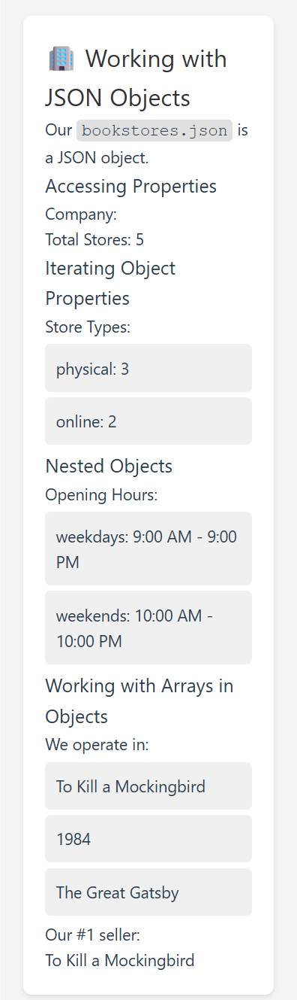 🏢 Working with
JSON Objects
Our bookstores.json is
a JSON object.
Accessing Properties
Company:
Total Stores: 5
Iterating Object
Properties
Store Types:
physical: 3
online: 2
Nested Objects
Opening Hours:
weekdays: 9:00 AM - 9:00
PM
weekends: 10:00 AM -
10:00 PM
Working with Arrays in
Objects
We operate in:
To Kill a Mockingbird
1984
The Great Gatsby
Our #1 seller:
To Kill a Mockingbird